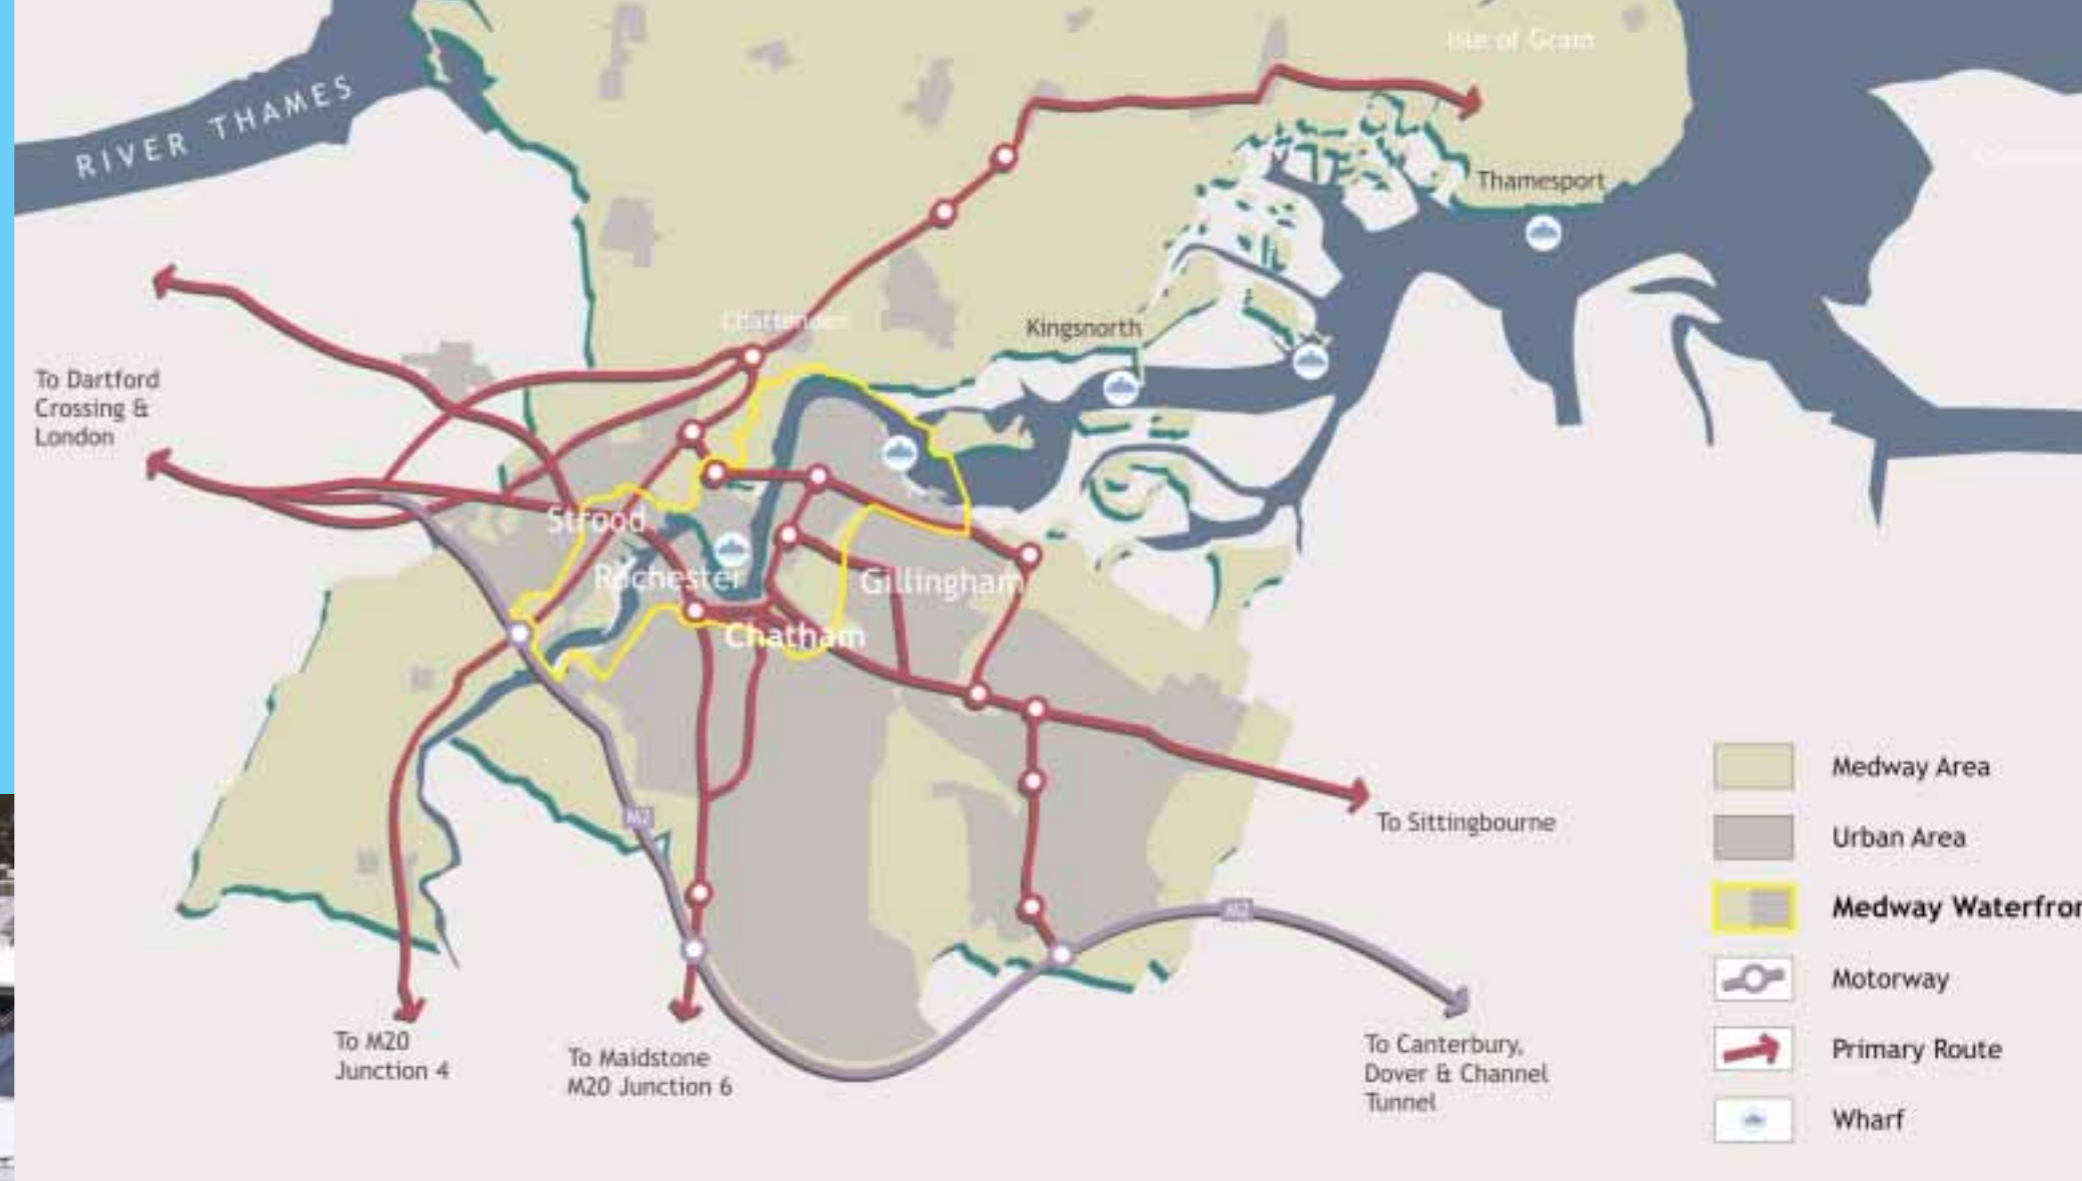 Isle of Grain
RIVER THAMES
Thamesport
Chattenden
Kingsnorth
To Dartford
Crossing &
London
Strood
Rochester
Gillingham
Chatham
M2
To Sittingbourne
M2
To M20
Junction 4
To Maidstone
M20 Junction 6
To Canterbury,
Dover & Channel
Tunnel
Medway Area
Urban Area
Medway Waterfron
Motorway
Primary Route
Wharf